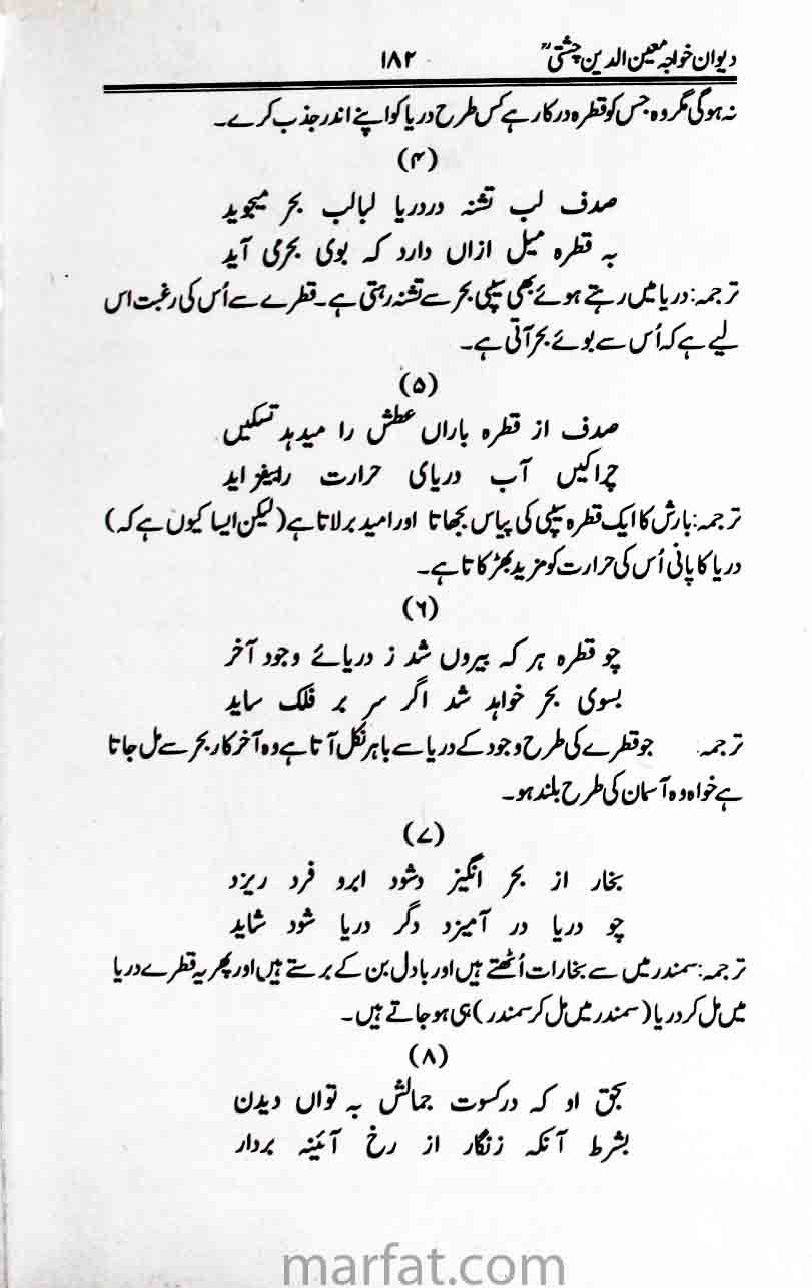 دیوان خواجہ معین الدین چشتیؒ ۱۸۲
نہ ہوگی مگر وہ جس کو قطرہ درکار ہے کس طرح دریا کو اپنے اندر جذب کرے۔
(۴)
صدف لب تشنہ دردریا لبالب بحر میجوید
بہ قطرہ میل ازاں دارد کہ بوی بحرمی آید
ترجمہ: دریا میں رہتے ہوئے بھی سیپی بحر سے تشنہ رہتی ہے۔ قطرے سے اُس کی رغبت اس
لیے ہے کہ اُس سے بوئے بحر آتی ہے۔
(۵)
صدف از قطرہ باراں عطش را میدہد تسکیں
چراکیں آب دریای حرارت رامیفزاید
ترجمہ: بارش کا ایک قطرہ سیپی کی پیاس بجھاتا اور امید بر لاتا ہے (لیکن ایسا کیوں ہے کہ)
دریا کا پانی اُس کی حرارت کو مزید بھڑکاتا ہے۔
(۶)
چو قطرہ ہر کہ بیروں شد ز دریائے وجود آخر
بسوی بحر خواہد شد اگر سر بر فلک ساید
ترجمہ جو قطرے کی طرح وجود کے دریا سے باہر نکل آتا ہے وہ آخر کار بحر سے مل جاتا
ہے خواہ وہ آسمان کی طرح بلند ہو۔
(۷)
بخار از بحر انگیز دشود ابرو فرد ریزد
چو دریا در آمیزد دگر دریا شود شاید
ترجمہ: سمندر میں سے بخارات اُٹھتے ہیں اور بادل بن کے برستے ہیں اور پھر یہ قطرے دریا
میں مل کر دریا (سمندر میں مل کر سمندر) ہی ہو جاتے ہیں۔
(۸)
بحق او کہ درکسوت جمالش بہ تواں دیدن
بشرط آنکہ زنگار از رخ آئینہ بردار
marfat.com